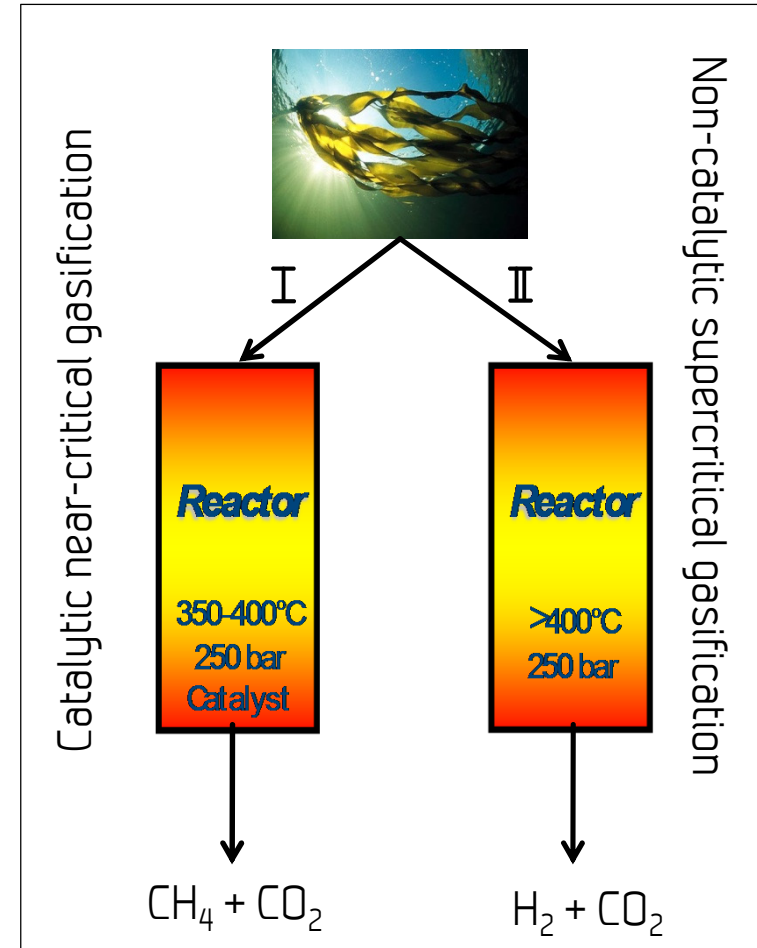 Catalytic near-critical gasification
Non-catalytic supercritical gasification
I
II
Reactor
350-400°C
250 bar
Catalyst
Reactor
>400°C
250 bar
CH₄ + CO₂
H₂ + CO₂